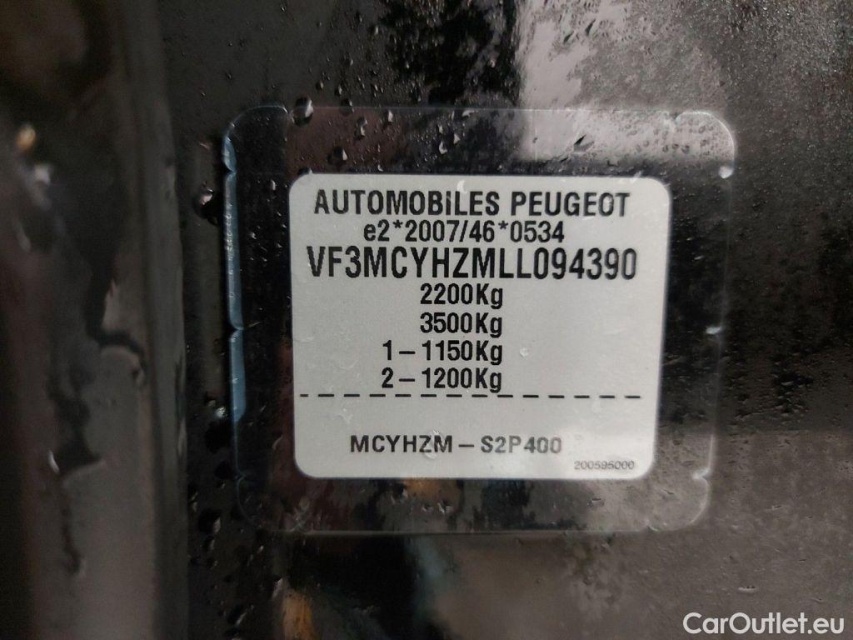 AUTOMOBILES PEUGEOT
e2*2007/46*0534
VF3MCYHZMLL094390
2200Kg
3500Kg
1-1150Kg
2-1200Kg
MCYHZM-S2P400
200595000
CarOutlet.eu